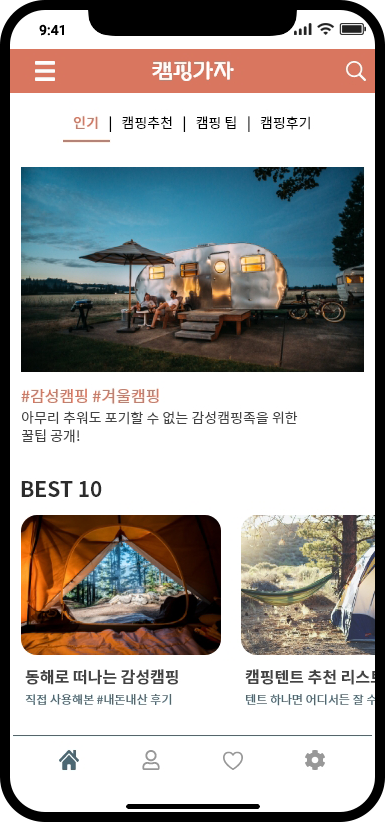 9:41
캠핑가자
인기 | 캠핑추천 | 캠핑 팁 | 캠핑후기
#감성캠핑 #겨울캠핑
아무리 추워도 포기할 수 없는 감성캠핑족을 위한
꿀팁 공개!
BEST 10
동해로 떠나는 감성캠핑
직접 사용해본 #내돈내산 후기
캠핑텐트 추천 리스트
텐트 하나면 어디서든 잘 수